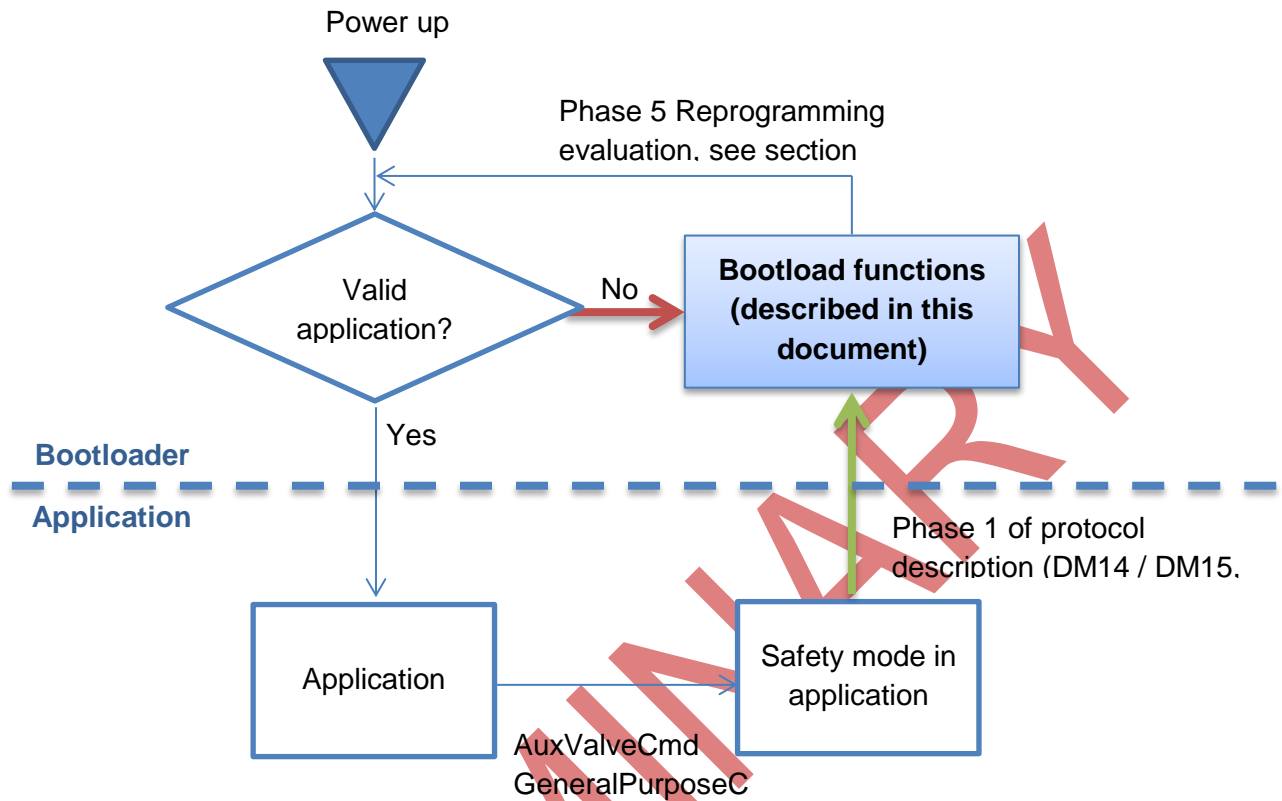 Power up
Phase 5 Reprogramming
evaluation, see section
Valid
application?
No
Bootload functions
(described in this
document)
Yes
Bootloader
Application
Phase 1 of protocol
description (DM14 / DM15,
Application
Safety mode in
application
AuxValveCmd
GeneralPurposeC
MINARY